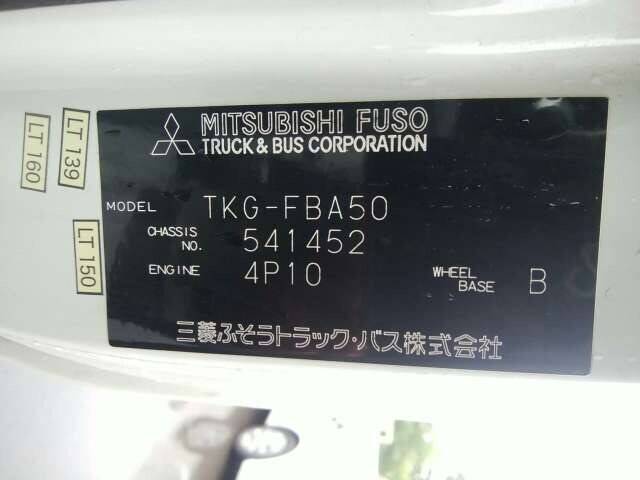 MITSUBISHI FUSO
TRUCK & BUS CORPORATION
MODEL TKG-FBA50
CHASSIS NO. 541452
ENGINE 4P10
WHEEL BASE B
三菱ふそうトラック・バス株式会社
LT 139
LT 160
LT 150